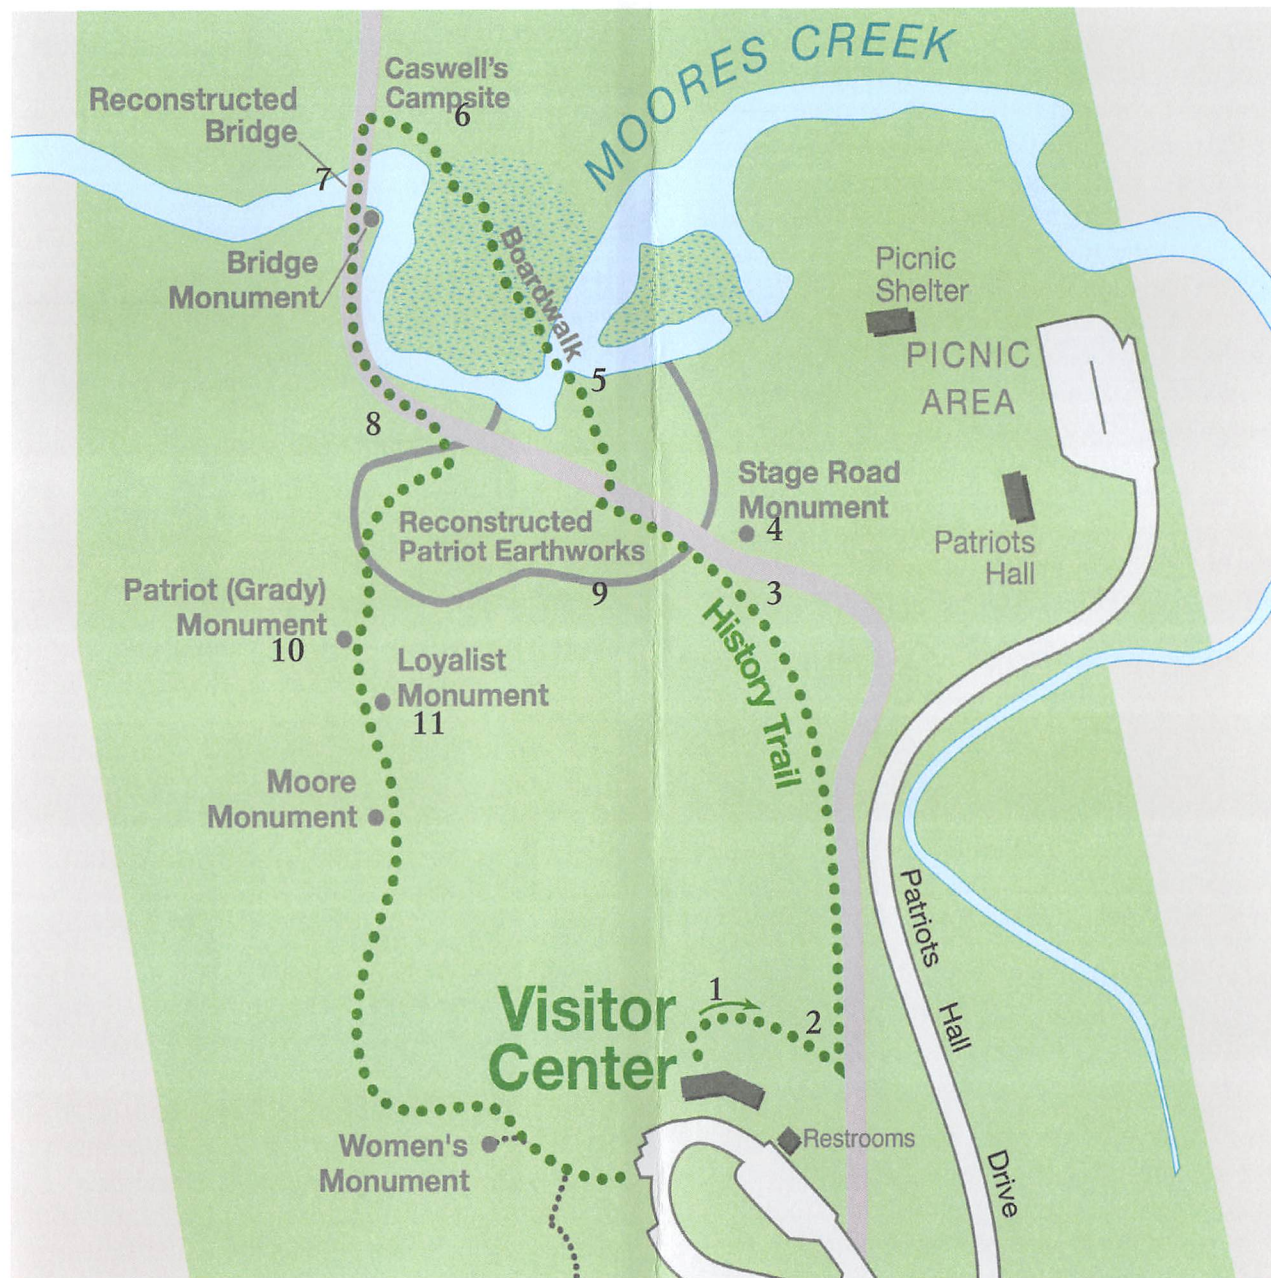 MOORES CREEK
Caswell's
Campsite
6
Reconstructed
Bridge
7
Bridge
Monument
Boardwalk
5
8
Picnic
Shelter
PICNIC
AREA
Stage Road
Monument
4
Patriots
Hall
Reconstructed
Patriot Earthworks
9
3
Patriot (Grady)
Monument
10
History Trail
Loyalist
Monument
11
Moore
Monument
Patriots Hall Drive
1
2
Visitor
Center
Restrooms
Women's
Monument